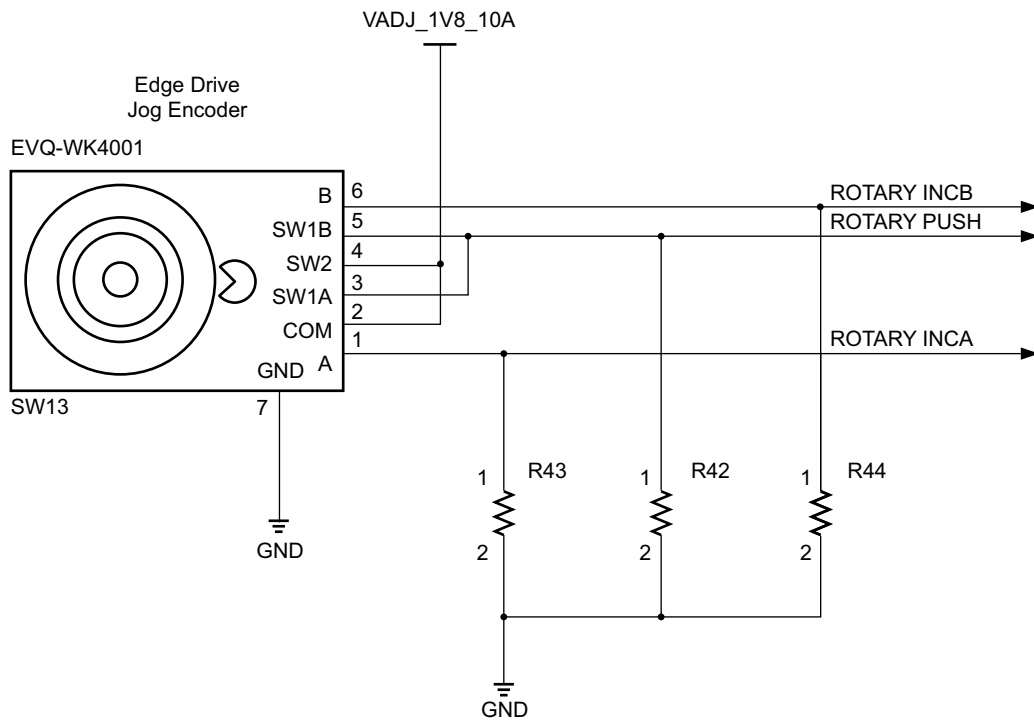 VADJ_1V8_10A
Edge Drive
Jog Encoder
EVQ-WK4001
B
6
ROTARY INCB
SW1B
5
ROTARY PUSH
SW2
4
SW1A
3
COM
2
A
1
ROTARY INCA
GND
SW13
7
1
R43
1
R42
1
R44
2
2
2
GND
GND